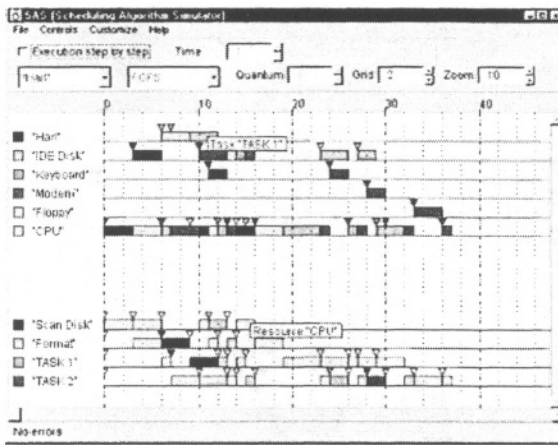 SAS [Scheduling Algorithm Simulator]
File Controls Customize Help
Execution step by step Time 1
FCFS Quantum Grid 2 Zoom 10
0 10 20 30 40
"Hard"
Task "TASK 1"
"IDE Disk"
"Keyboard"
"Modem"
"Floppy"
"CPU"
"Scan Disk"
Resource "CPU"
"Format"
"TASK 1"
"TASK 2"
No errors